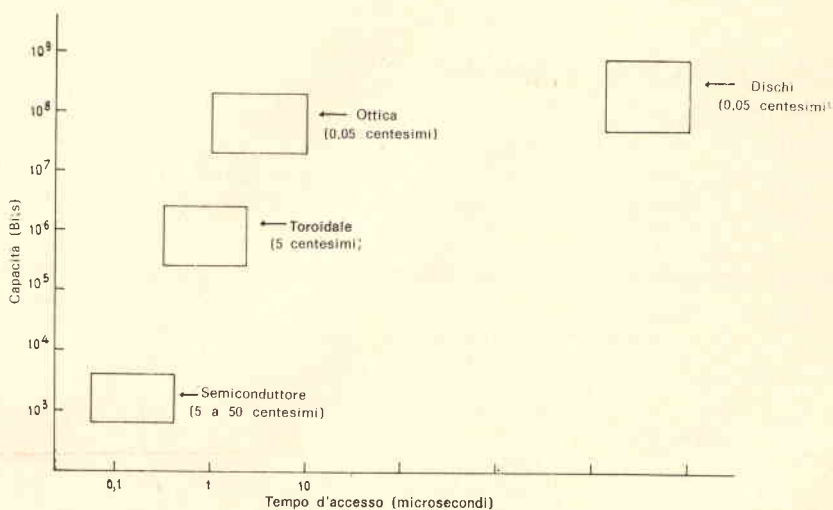 10⁹
10⁸
10⁷
10⁶
10⁵
10⁴
10³
Capacita (Bits)
Ottica
(0,05 centesimi)
Dischi
(0,05 centesimi)
Toroidale
(5 centesimi)
Semiconduttore
(5 a 50 centesimi)
0,1
1
10
Tempo d'accesso (microsecondi)